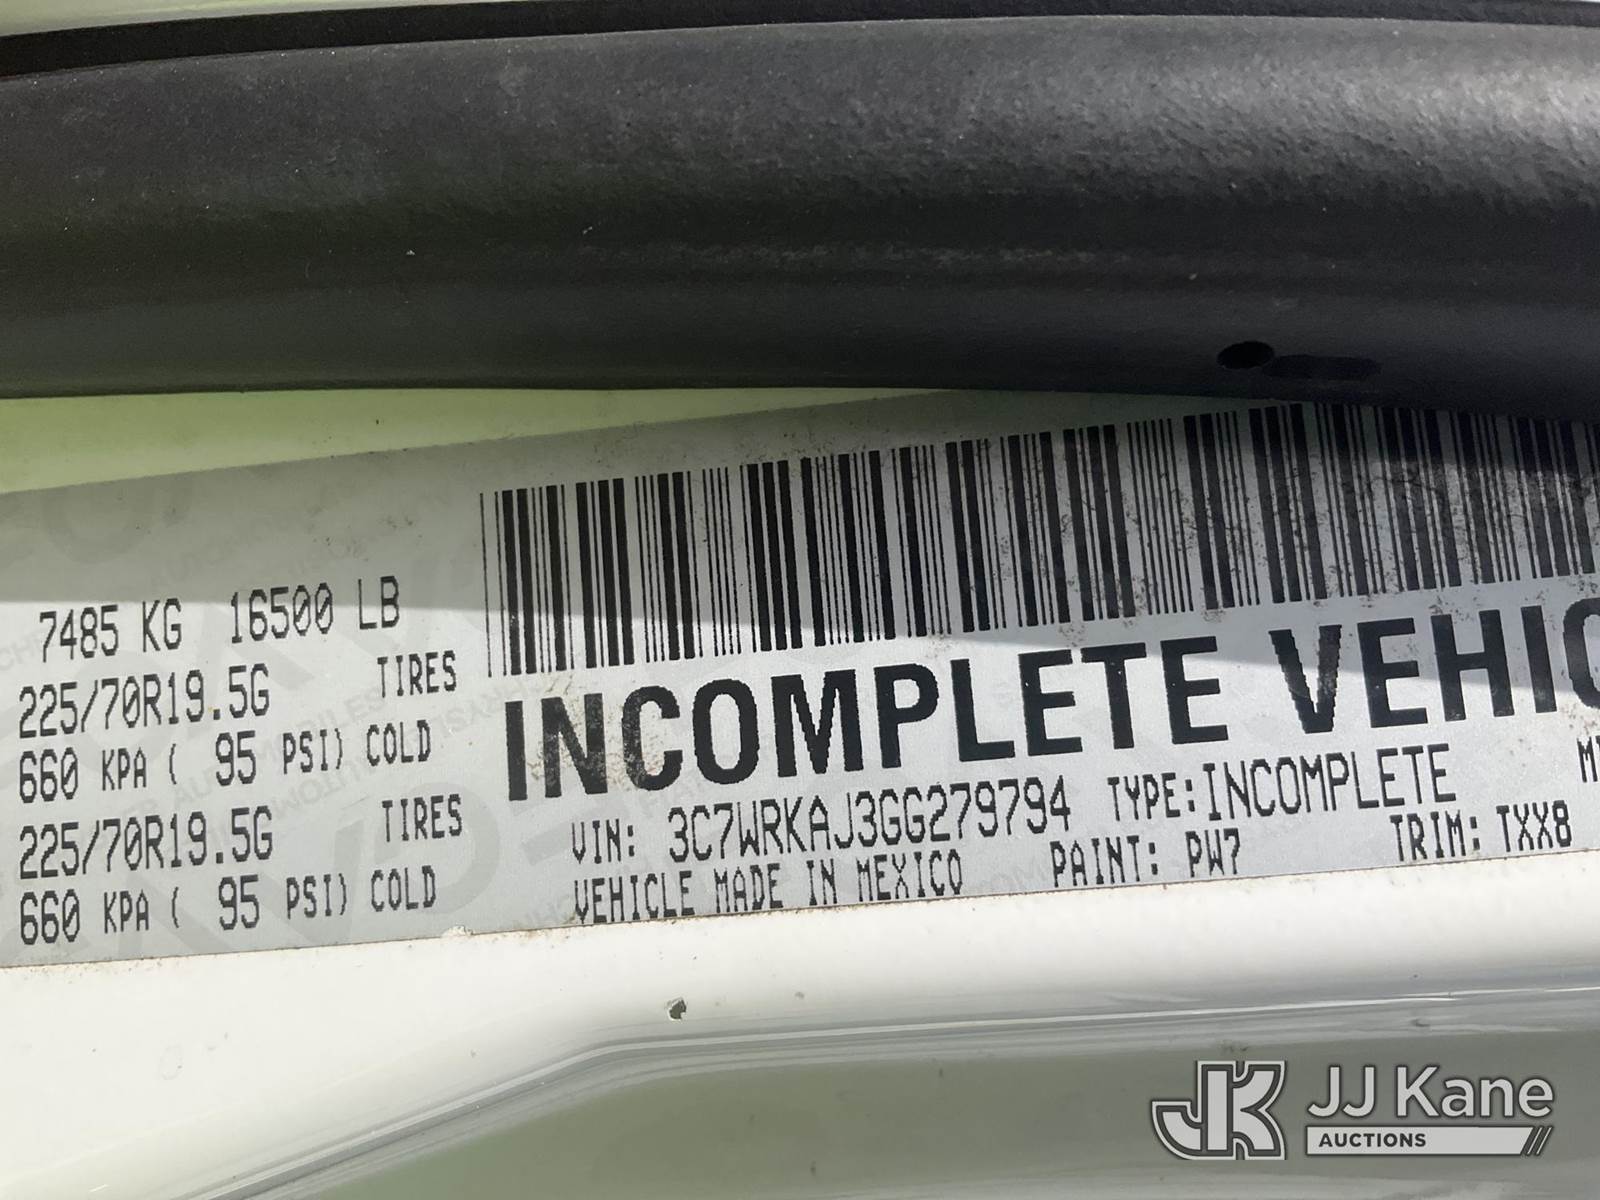 7485 KG 16500 LB
225/70R19.5G TIRES
660 KPA ( 95 PSI) COLD
225/70R19.5G TIRES
660 KPA ( 95 PSI) COLD
INCOMPLETE
VIN: 3C7WRKAJ3GG279794 TYPE:INCOMPLETE
VEHICLE MADE IN MEXICO PAINT: PW7 TRIM: TXX8
JJ Kane
AUCTIONS